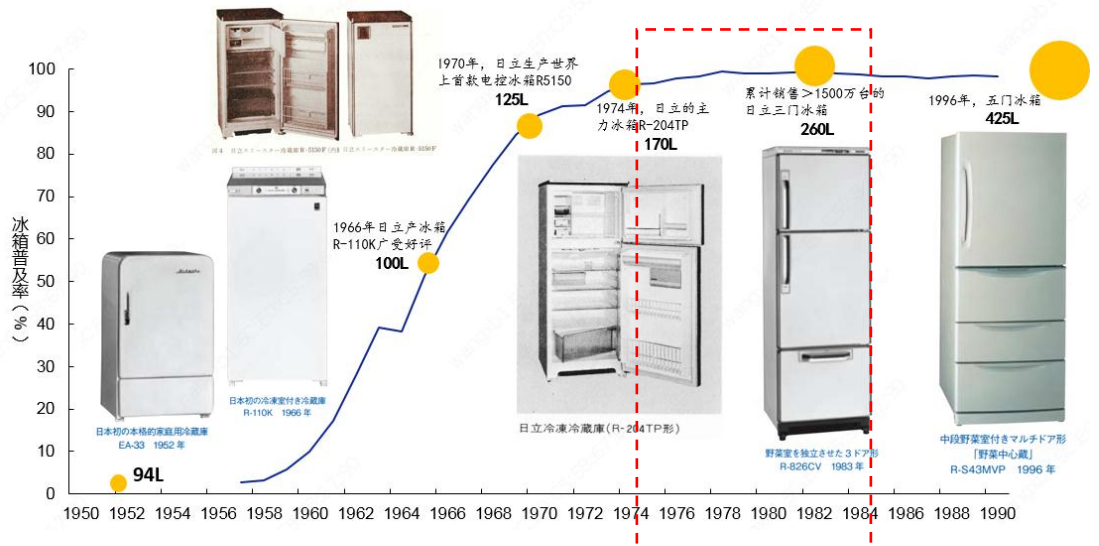 1970年，日立生产世界
上首款电控冰箱R5150
125L
1974年，日立的主
力冰箱R-204TP
170L
累计销售＞1500万台的
日立三门冰箱
260L
1996年，五门冰箱
425L
1966年日立产冰箱
R-110K广受好评
100L
94L
日本初の本格的家庭用冷蔵庫
EA-33 1952 年
日本初の冷凍室付き冷蔵庫
R-110K 1966 年
日立冷凍冷蔵庫(R-204TP形)
野菜室を独立させた3ドア形
R-826CV 1983 年
中段野菜室付きマルチドア形
「野菜中心蔵」
R-S43MVP 1996 年
冰箱普及率(%)
100
90
80
70
60
50
40
30
20
10
0
1950 1952 1954 1956 1958 1960 1962 1964 1966 1968 1970 1972 1974 1976 1978 1980 1982 1984 1986 1988 1990